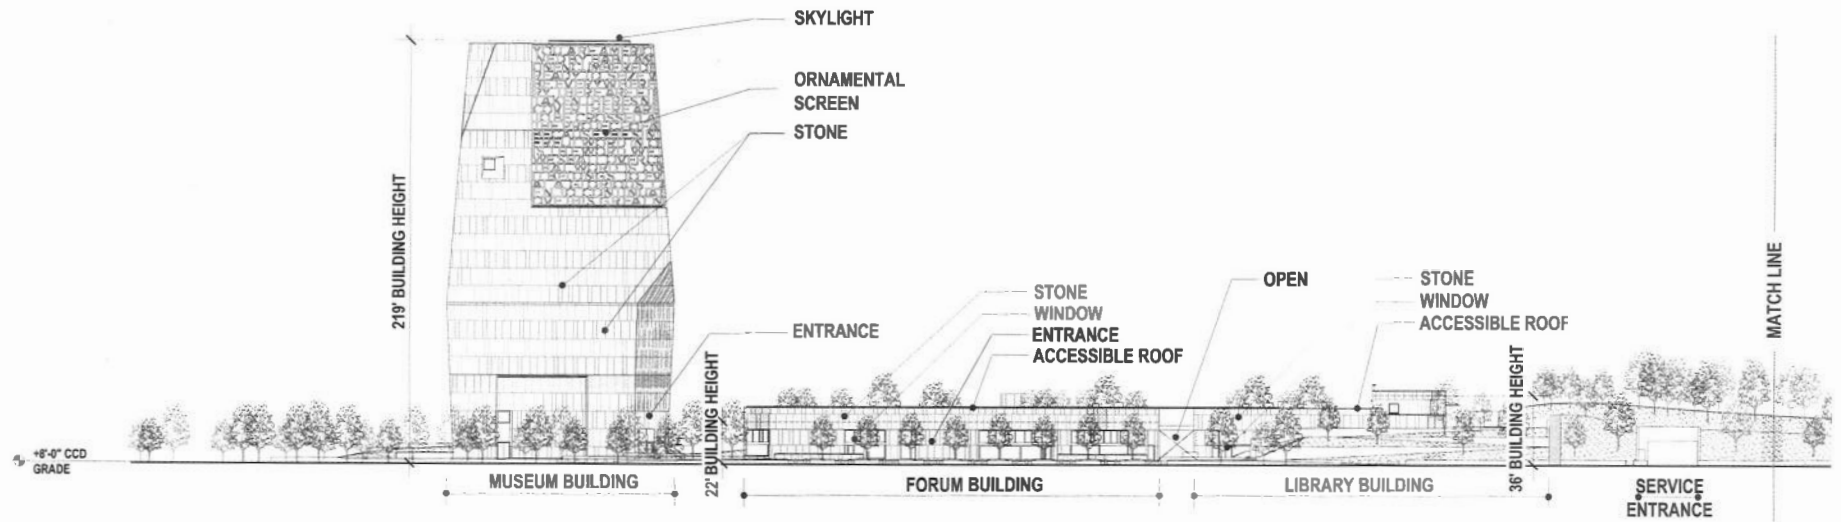 SKYLIGHT
ORNAMENTAL
SCREEN
STONE
219' BUILDING HEIGHT
ENTRANCE
STONE
WINDOW
ENTRANCE
ACCESSIBLE ROOF
OPEN
STONE
WINDOW
ACCESSIBLE ROOF
MATCH LINE
22' BUILDING HEIGHT
36' BUILDING HEIGHT
+8'-0" CCD
GRADE
MUSEUM BUILDING
FORUM BUILDING
LIBRARY BUILDING
SERVICE
ENTRANCE